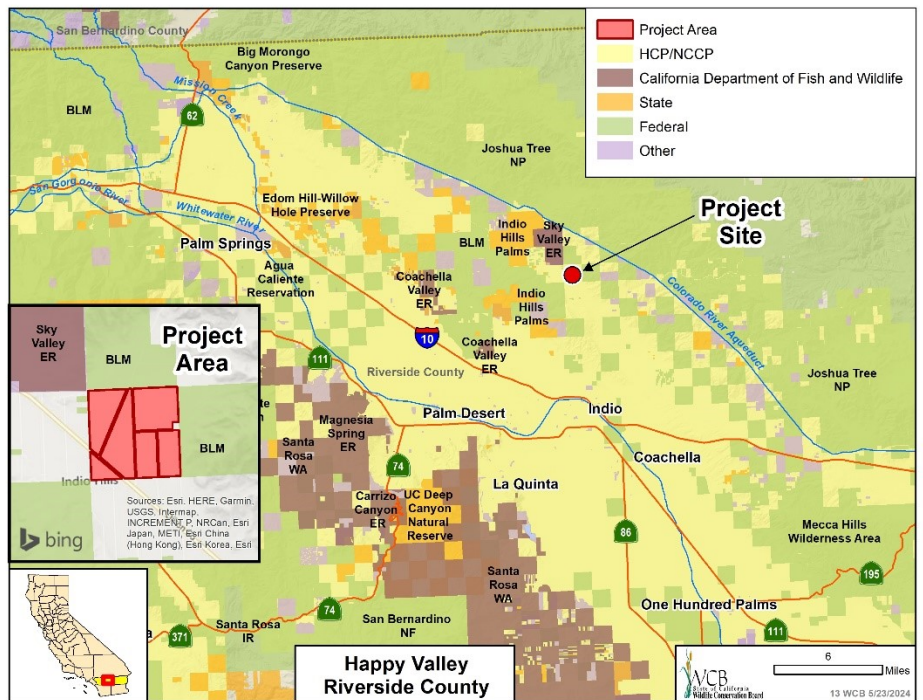 San Bernardino County
Big Morongo
Canyon Preserve
Mission Creek
BLM
62
Joshua Tree
NP
San Gorgonio River
Edom Hill-Willow
Hole Preserve
Whitewater River
Palm Springs
Agua
Caliente
Reservation
BLM
Indio
Hills
Palms
Sky
Valley
ER
Project
Site
Coachella
Valley
ER
Indio
Hills
Palms
Colorado River Aqueduct
10
Coachella
Valley
ER
111
Riverside County
Joshua Tree
NP
Palm Desert
Indio
Magnesia
Spring
ER
Santa
Rosa
WA
74
Coachella
La Quinta
Carrizo
Canyon
ER
UC Deep
Canyon
Natural
Reserve
86
Mecca Hills
Wilderness Area
195
Santa
Rosa
WA
One Hundred Palms
111
74
San Bernardino
NF
Santa Rosa
IR
371
Project Area
HCP/NCCP
California Department of Fish and Wildlife
State
Federal
Other
Sky
Valley
ER
BLM
Project
Area
BLM
Indio Hills
Sources: Esri, HERE, Garmin,
USGS, Intermap,
INCREMENT P, NRCan, Esri
Japan, METI, Esri China
(Hong Kong), Esri Korea, Esri
bing
Happy Valley
Riverside County
WCB
State of California
Wildlife Conservation Board
6
Miles